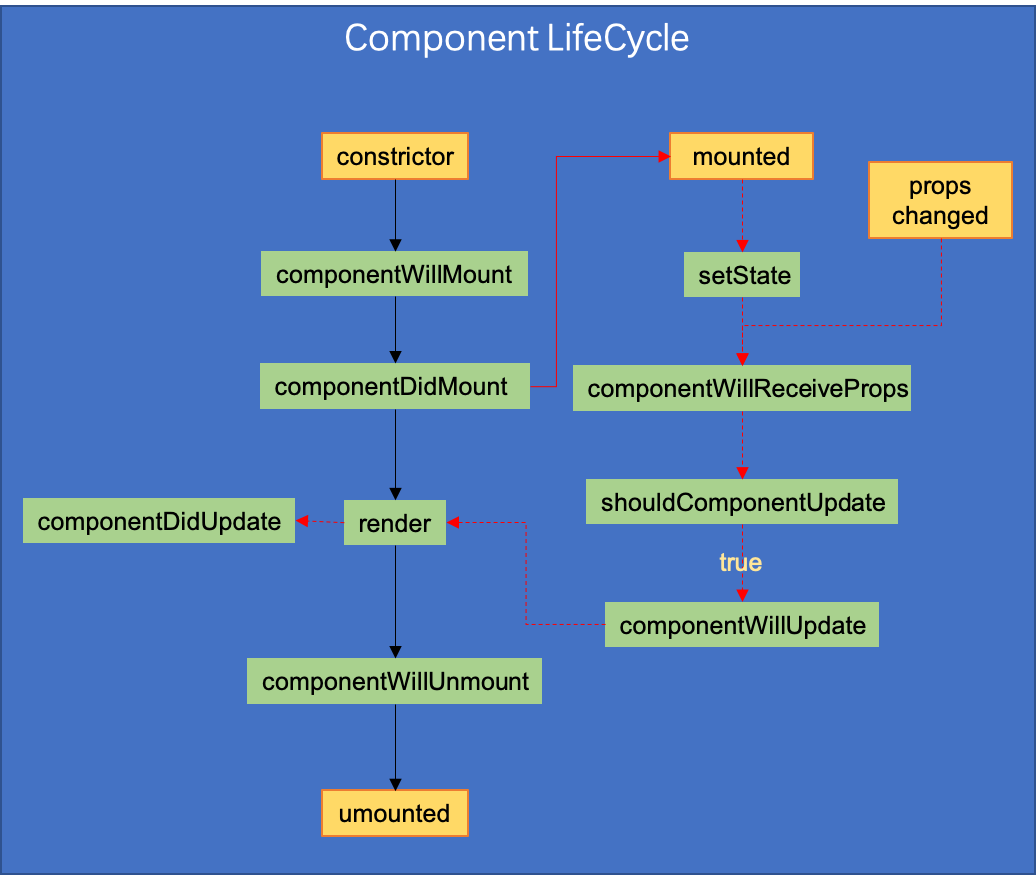 Component LifeCycle
constrictor
mounted
props
changed
componentWillMount
setState
componentDidMount
componentWillReceiveProps
shouldComponentUpdate
componentDidUpdate
render
true
componentWillUpdate
componentWillUnmount
umounted